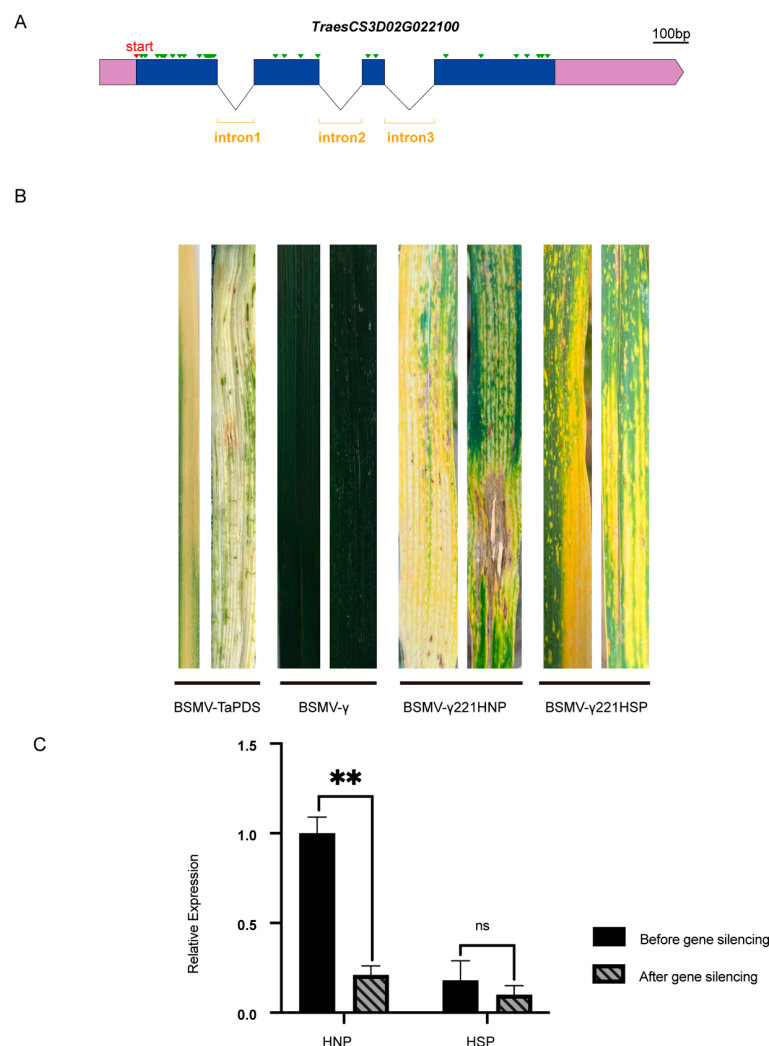 A
TraesCS3D02G022100
100bp
start
intron1 intron2 intron3
B
BSMV-TaPDS BSMV-γ BSMV-γ221HNP BSMV-γ221HSP
C
1.5
**
1.0
Relative Expression
ns
0.5
Before gene silencing
After gene silencing
0.0
HNP HSP